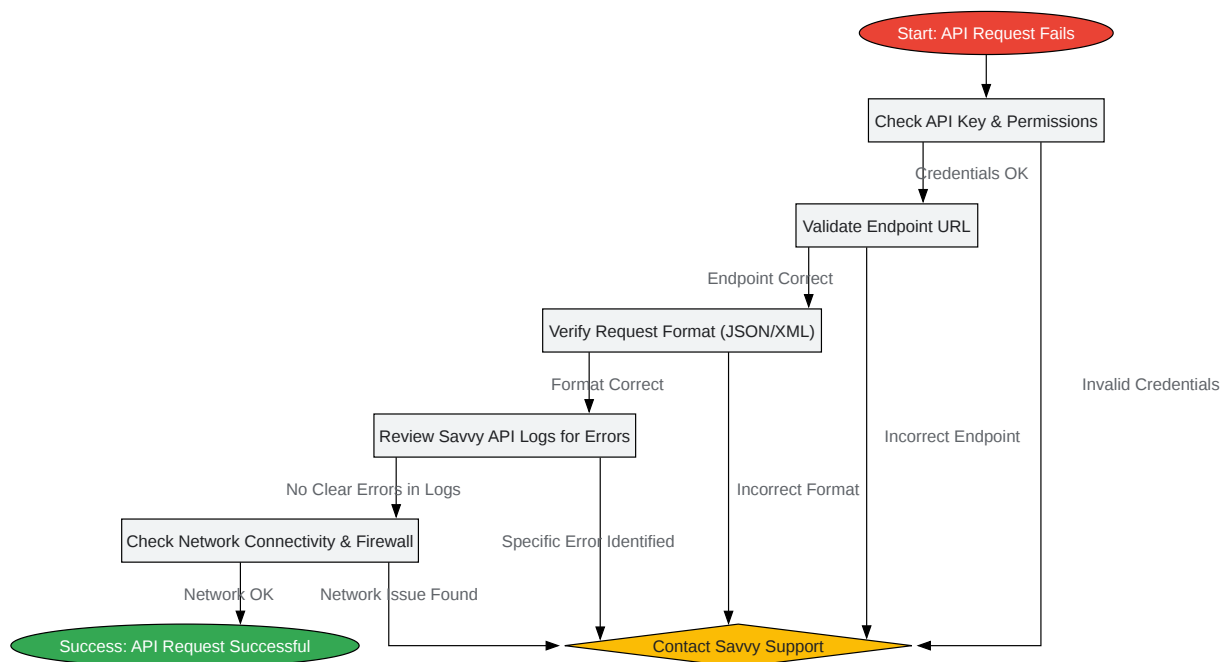 Start: API Request Fails
Check API Key & Permissions
Credentials OK
Validate Endpoint URL
Endpoint Correct
Verify Request Format (JSON/XML)
Format Correct
Invalid Credentials
Review Savvy API Logs for Errors
Incorrect Endpoint
No Clear Errors in Logs
Incorrect Format
Check Network Connectivity & Firewall
Specific Error Identified
Network OK
Network Issue Found
Success: API Request Successful
Contact Savvy Support